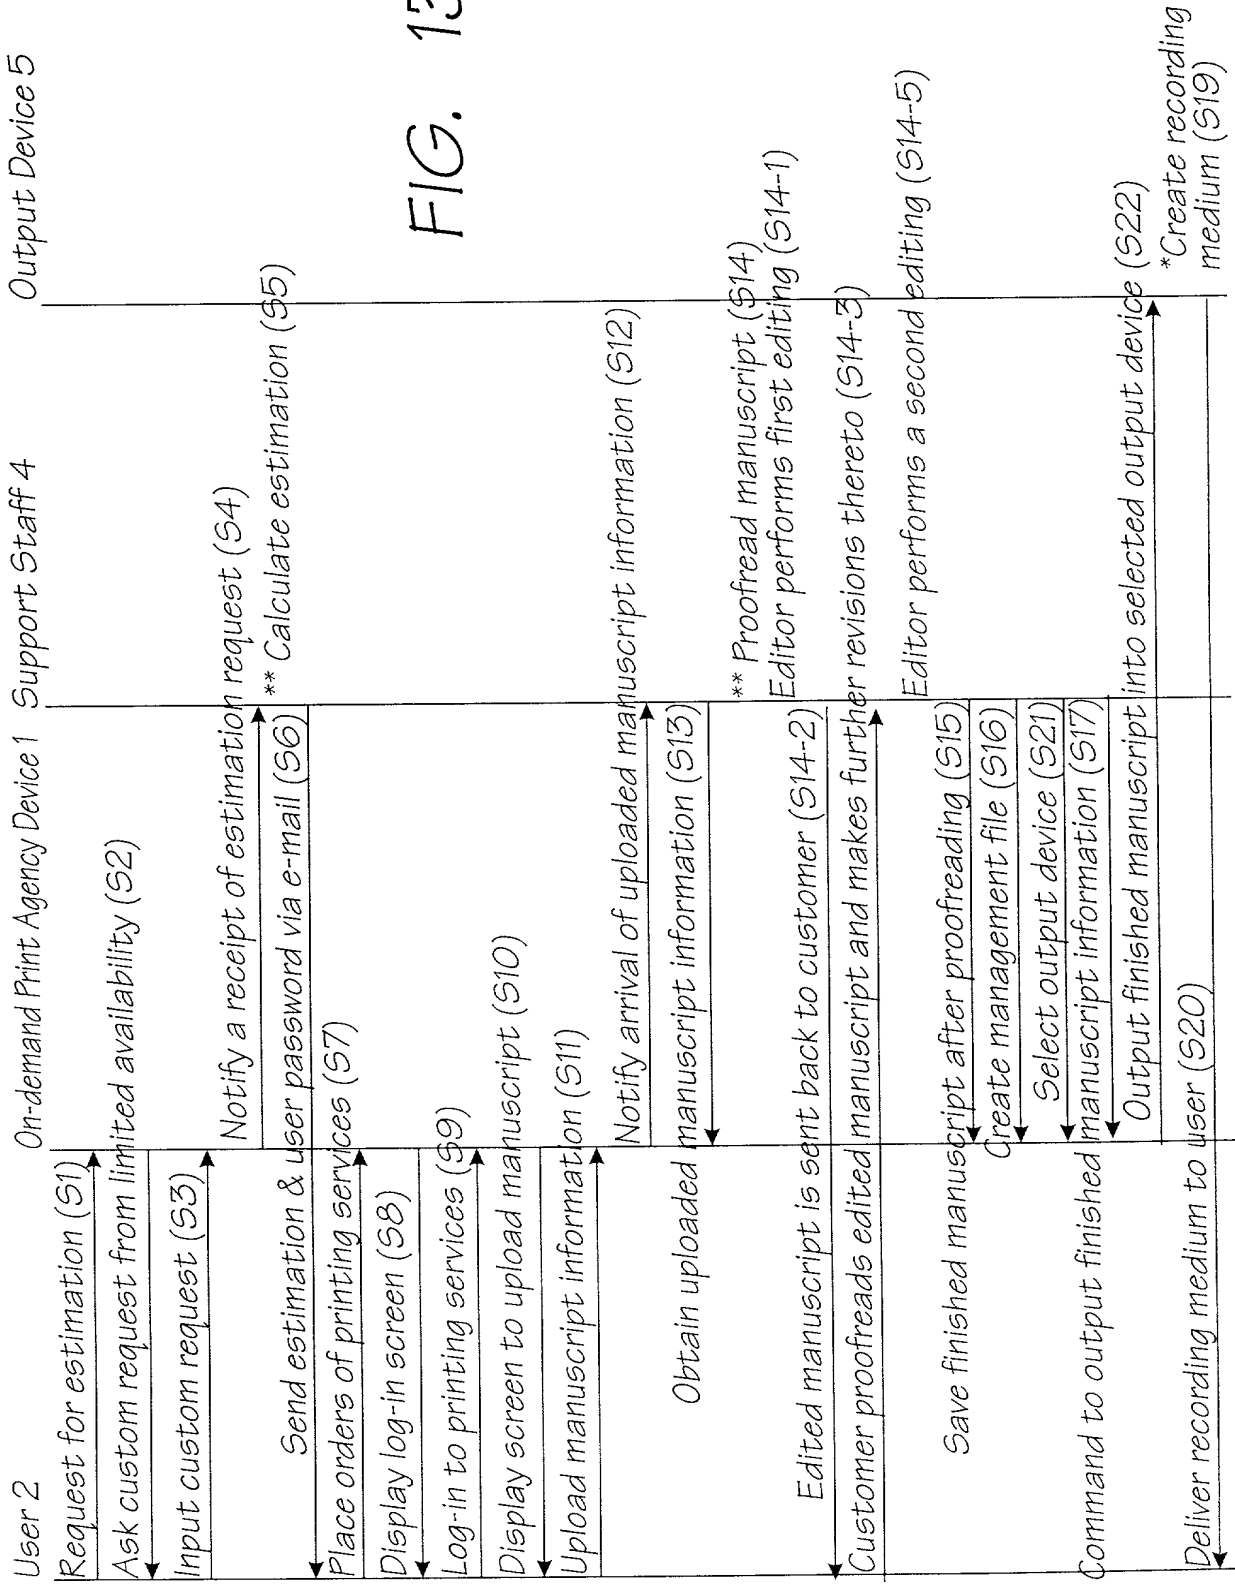 FIG. 13
User 2
On-demand Print Agency Device 1
Support Staff 4
Output Device 5
Request for estimation (S1)
Ask custom request from limited availability (S2)
Input custom request (S3)
Notify a receipt of estimation request (S4)
** Calculate estimation (S5)
Send estimation & user password via e-mail (S6)
Place orders of printing services (S7)
Display log-in screen (S8)
Log-in to printing services (S9)
Display screen to upload manuscript (S10)
Upload manuscript information (S11)
Notify arrival of uploaded manuscript information (S12)
Obtain uploaded manuscript information (S13)
** Proofread manuscript (S14)
Editor performs first editing (S14-1)
Edited manuscript is sent back to customer (S14-2)
Customer proofreads edited manuscript and makes further revisions thereto (S14-3)
Editor performs a second editing (S14-5)
Save finished manuscript after proofreading (S15)
Create management file (S16)
Select output device (S21)
Command to output finished manuscript information (S17)
Output finished manuscript into selected output device (S22)
*Create recording
medium (S19)
Deliver recording medium to user (S20)